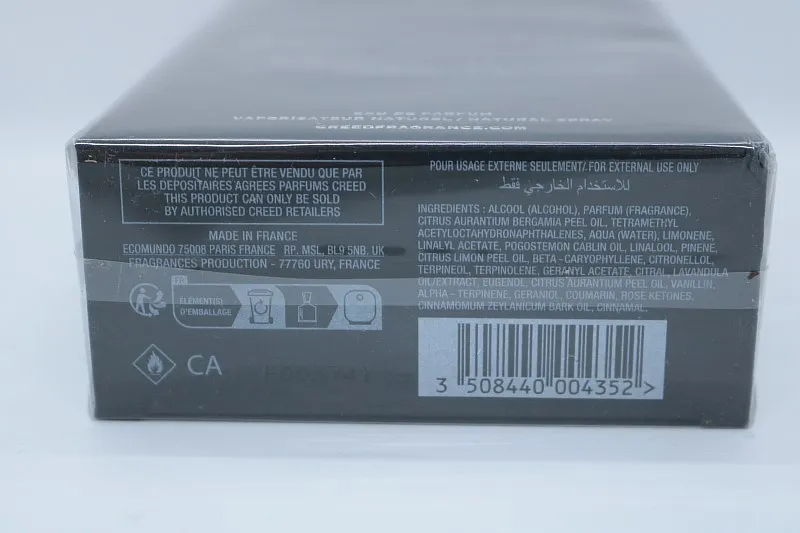 EAU DE PARFUM
VAPORISATEUR NATUREL / NATURAL SPRAY
CREEDFRAGRANCE.COM
CE PRODUIT NE PEUT ÊTRE VENDU QUE PAR
LES DEPOSITAIRES AGREES PARFUMS CREED
THIS PRODUCT CAN ONLY BE SOLD
BY AUTHORISED CREED RETAILERS
MADE IN FRANCE
ECOMUNDO 75008 PARIS FRANCE RP. MSL, BL9 5NB. UK
FRAGRANCES PRODUCTION - 77760 URY, FRANCE
FR
ÉLÉMENT(S)
D'EMBALLAGE
CA
POUR USAGE EXTERNE SEULEMENT/ FOR EXTERNAL USE ONLY
للاستخدام الخارجي فقط
INGREDIENTS : ALCOOL (ALCOHOL), PARFUM (FRAGRANCE),
CITRUS AURANTIUM BERGAMIA PEEL OIL, TETRAMETHYL
ACETYLOCTAHYDRONAPHTHALENES, AQUA (WATER), LIMONENE,
LINALYL ACETATE, POGOSTEMON CABLIN OIL, LINALOOL, PINENE,
CITRUS LIMON PEEL OIL, BETA - CARYOPHYLLENE, CITRONELLOL,
TERPINEOL, TERPINOLENE, GERANYL ACETATE, CITRAL, LAVANDULA
OIL/EXTRACT, EUGENOL, CITRUS AURANTIUM PEEL OIL, VANILLIN,
ALPHA - TERPINENE, GERANIOL, COUMARIN, ROSE KETONES,
CINNAMOMUM ZEYLANICUM BARK OIL, CINNAMAL
3 508440 004352 >